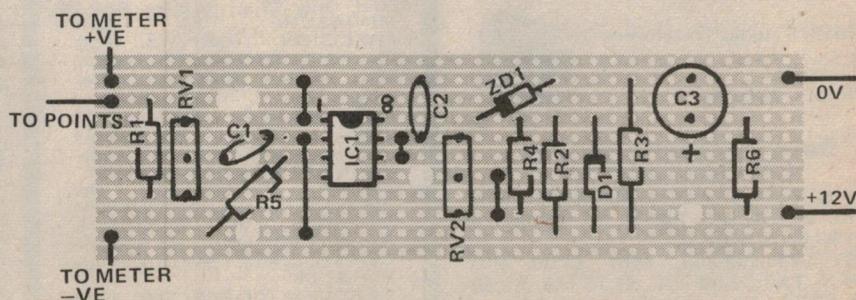 TO METER
+VE
TO POINTS
R1
RV1
C1
R5
1
8
IC1
C2
RV2
ZD1
R4
R2
D1
R3
C3
+
R6
0V
+12V
TO METER
−VE